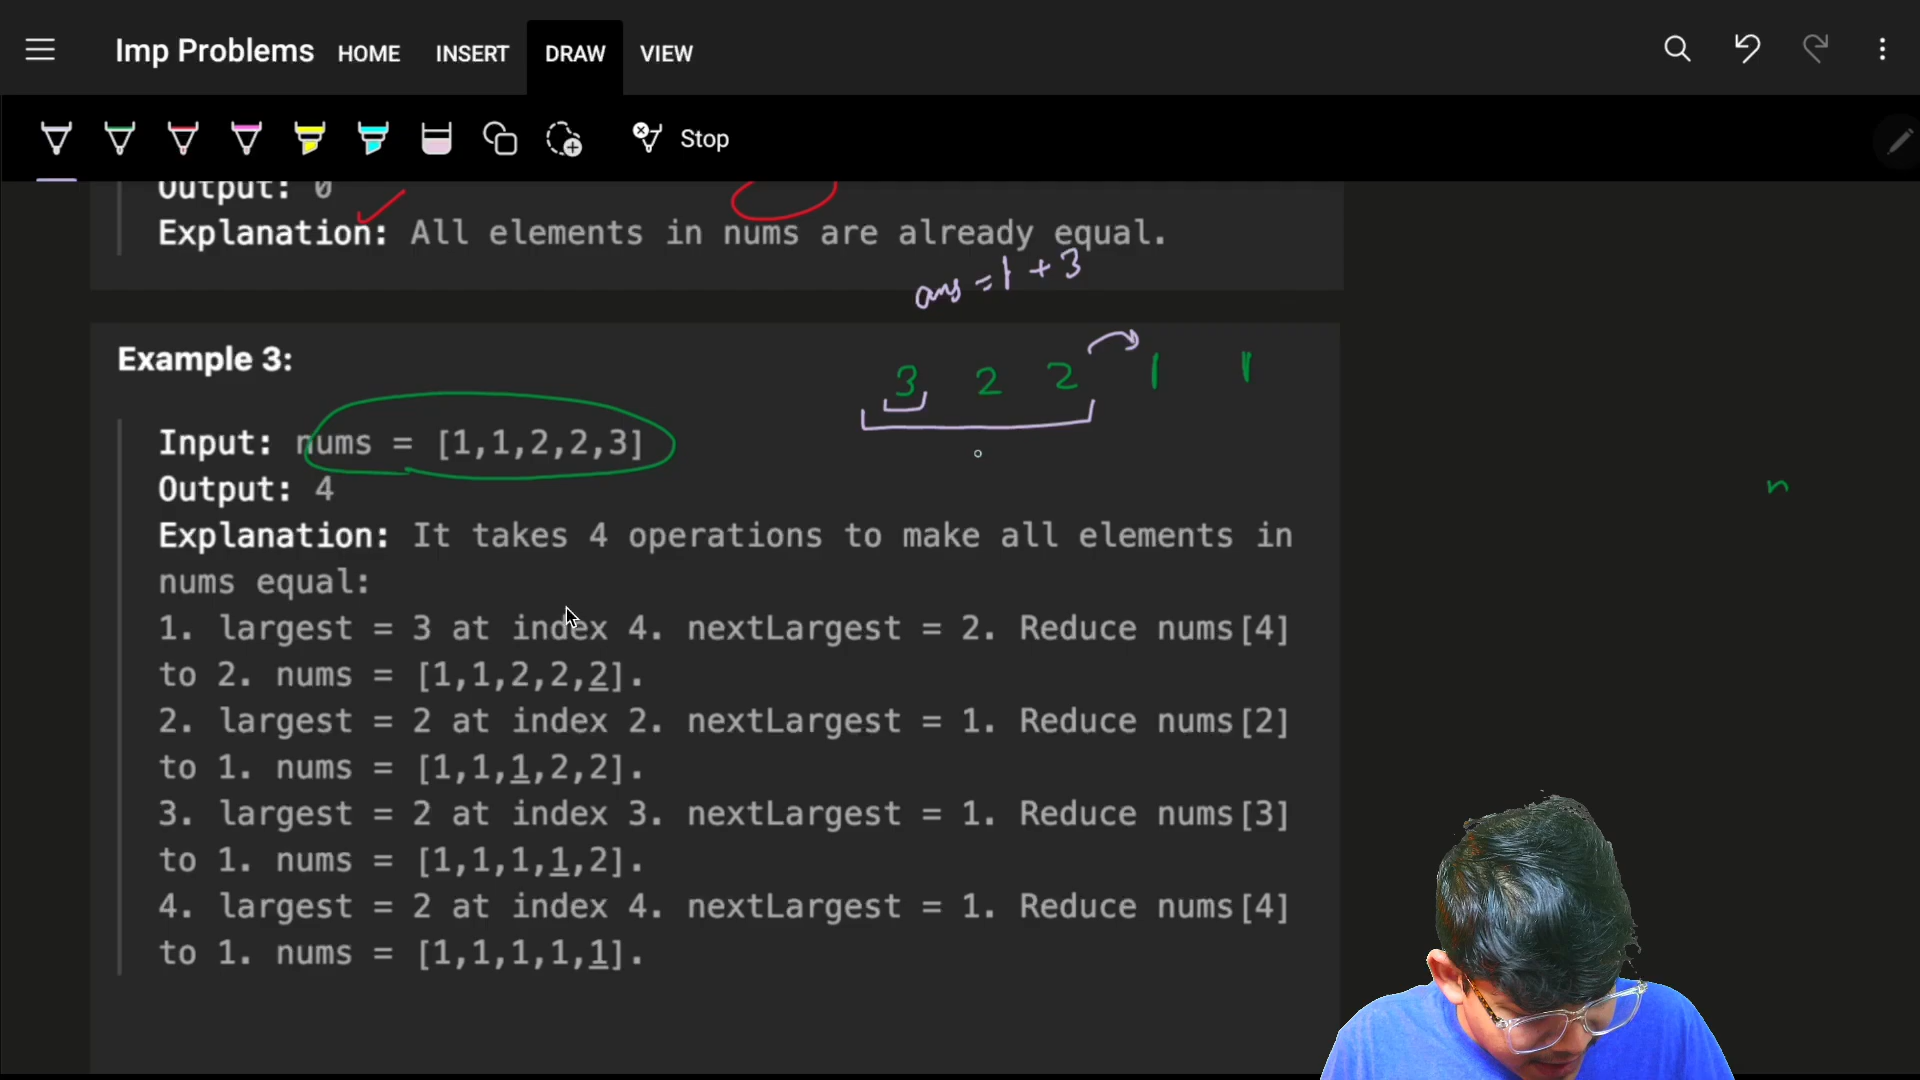 Imp Problems HOME INSERT DRAW VIEW
Stop
Output: 0
Explanation: All elements in nums are already equal.
ans = 1 + 3
Example 3:
3 2 2 1 1
Input: nums = [1,1,2,2,3]
Output: 4
n
Explanation: It takes 4 operations to make all elements in
nums equal:
1. largest = 3 at index 4. nextLargest = 2. Reduce nums[4]
to 2. nums = [1,1,2,2,2].
2. largest = 2 at index 2. nextLargest = 1. Reduce nums[2]
to 1. nums = [1,1,1,2,2].
3. largest = 2 at index 3. nextLargest = 1. Reduce nums[3]
to 1. nums = [1,1,1,1,2].
4. largest = 2 at index 4. nextLargest = 1. Reduce nums[4]
to 1. nums = [1,1,1,1,1].